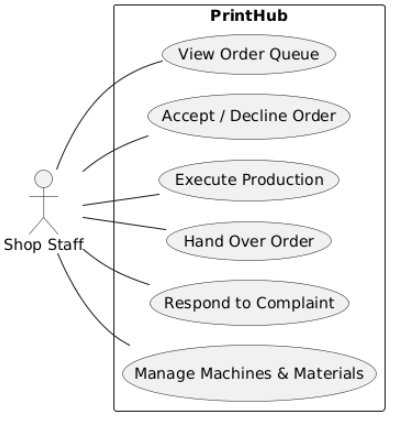 PrintHub
View Order Queue
Accept / Decline Order
Execute Production
Hand Over Order
Shop Staff
Respond to Complaint
Manage Machines & Materials